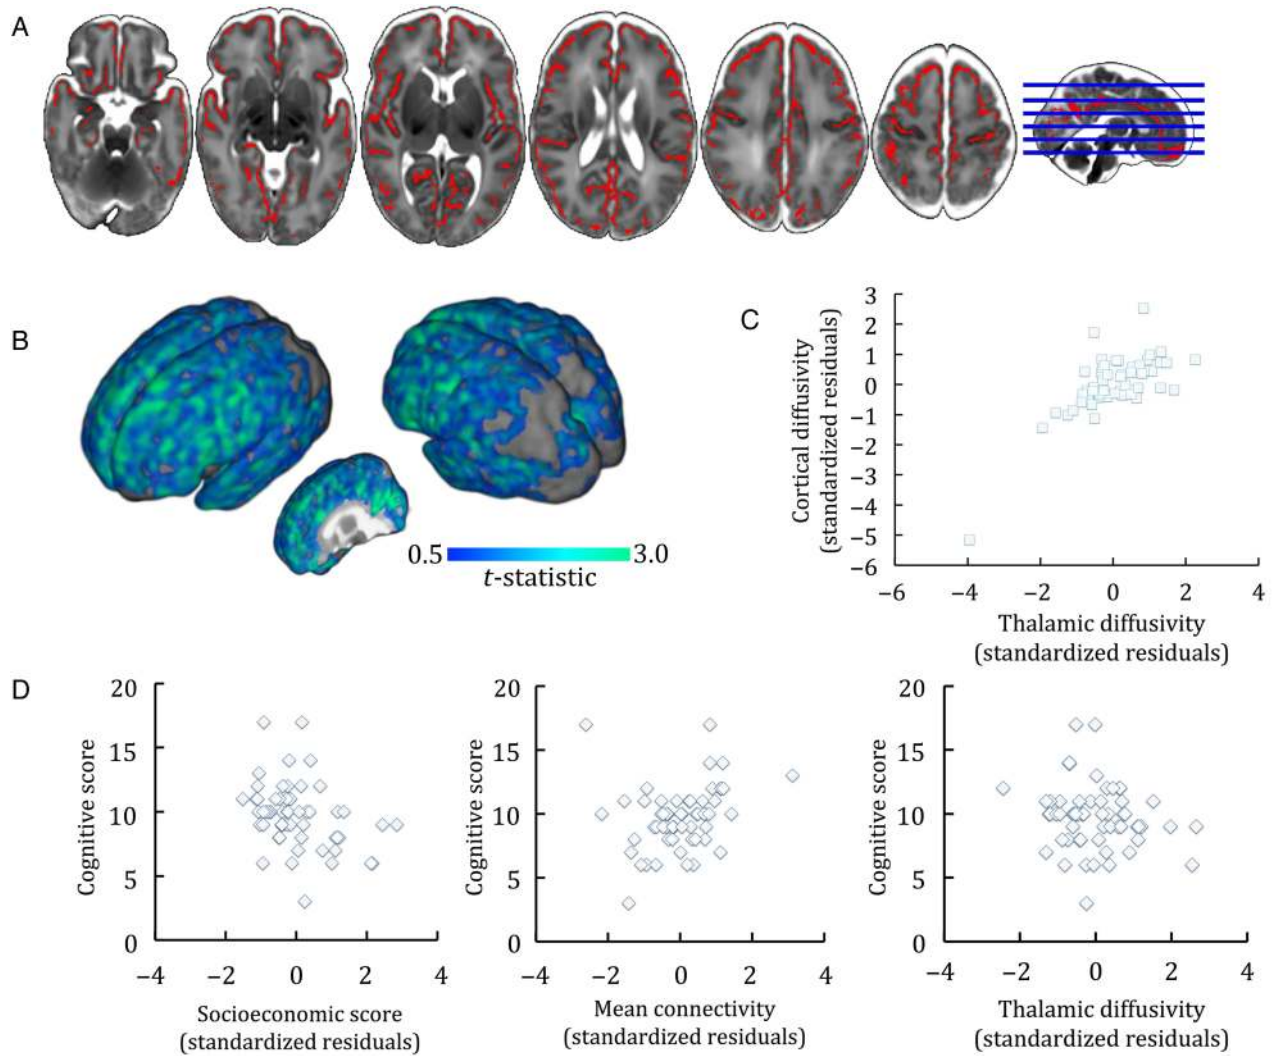 A
B
0.5
3.0
t-statistic
C
Cortical diffusivity
(standardized residuals)
3
2
1
0
−1
−2
−3
−4
−5
−6
−6
−4
−2
0
2
4
Thalamic diffusivity
(standardized residuals)
D
Cognitive score
20
15
10
5
0
−4
−2
0
2
4
Socioeconomic score
(standardized residuals)
Cognitive score
20
15
10
5
0
−4
−2
0
2
4
Mean connectivity
(standardized residuals)
Cognitive score
20
15
10
5
0
−4
−2
0
2
4
Thalamic diffusivity
(standardized residuals)